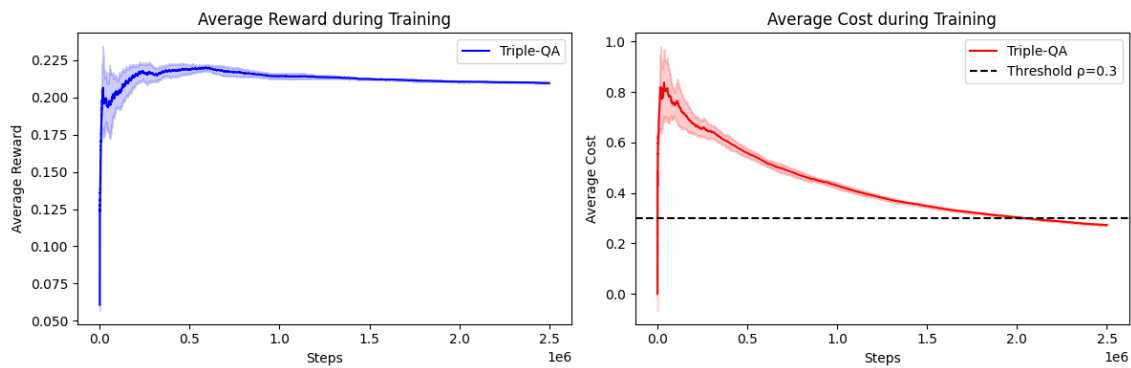 Average Reward during Training
Average Reward
0.225
0.200
0.175
0.150
0.125
0.100
0.075
0.050
Triple-QA
0.0 0.5 1.0 1.5 2.0 2.5
1e6
Steps
Average Cost during Training
Average Cost
1.0
0.8
0.6
0.4
0.2
0.0
Triple-QA
Threshold ρ=0.3
0.0 0.5 1.0 1.5 2.0 2.5
1e6
Steps